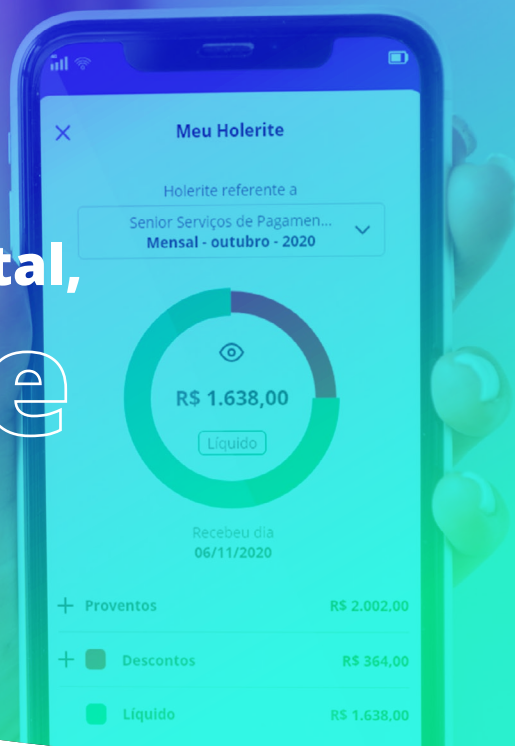 Meu Holerite
Holerite referente a
Senior Serviços de Pagamen...
Mensal - outubro - 2020
tal,
e
R$ 1.638,00
Líquido
Recebeu dia
06/11/2020
Proventos R$ 2.002,00
Descontos R$ 364,00
Líquido R$ 1.638,00